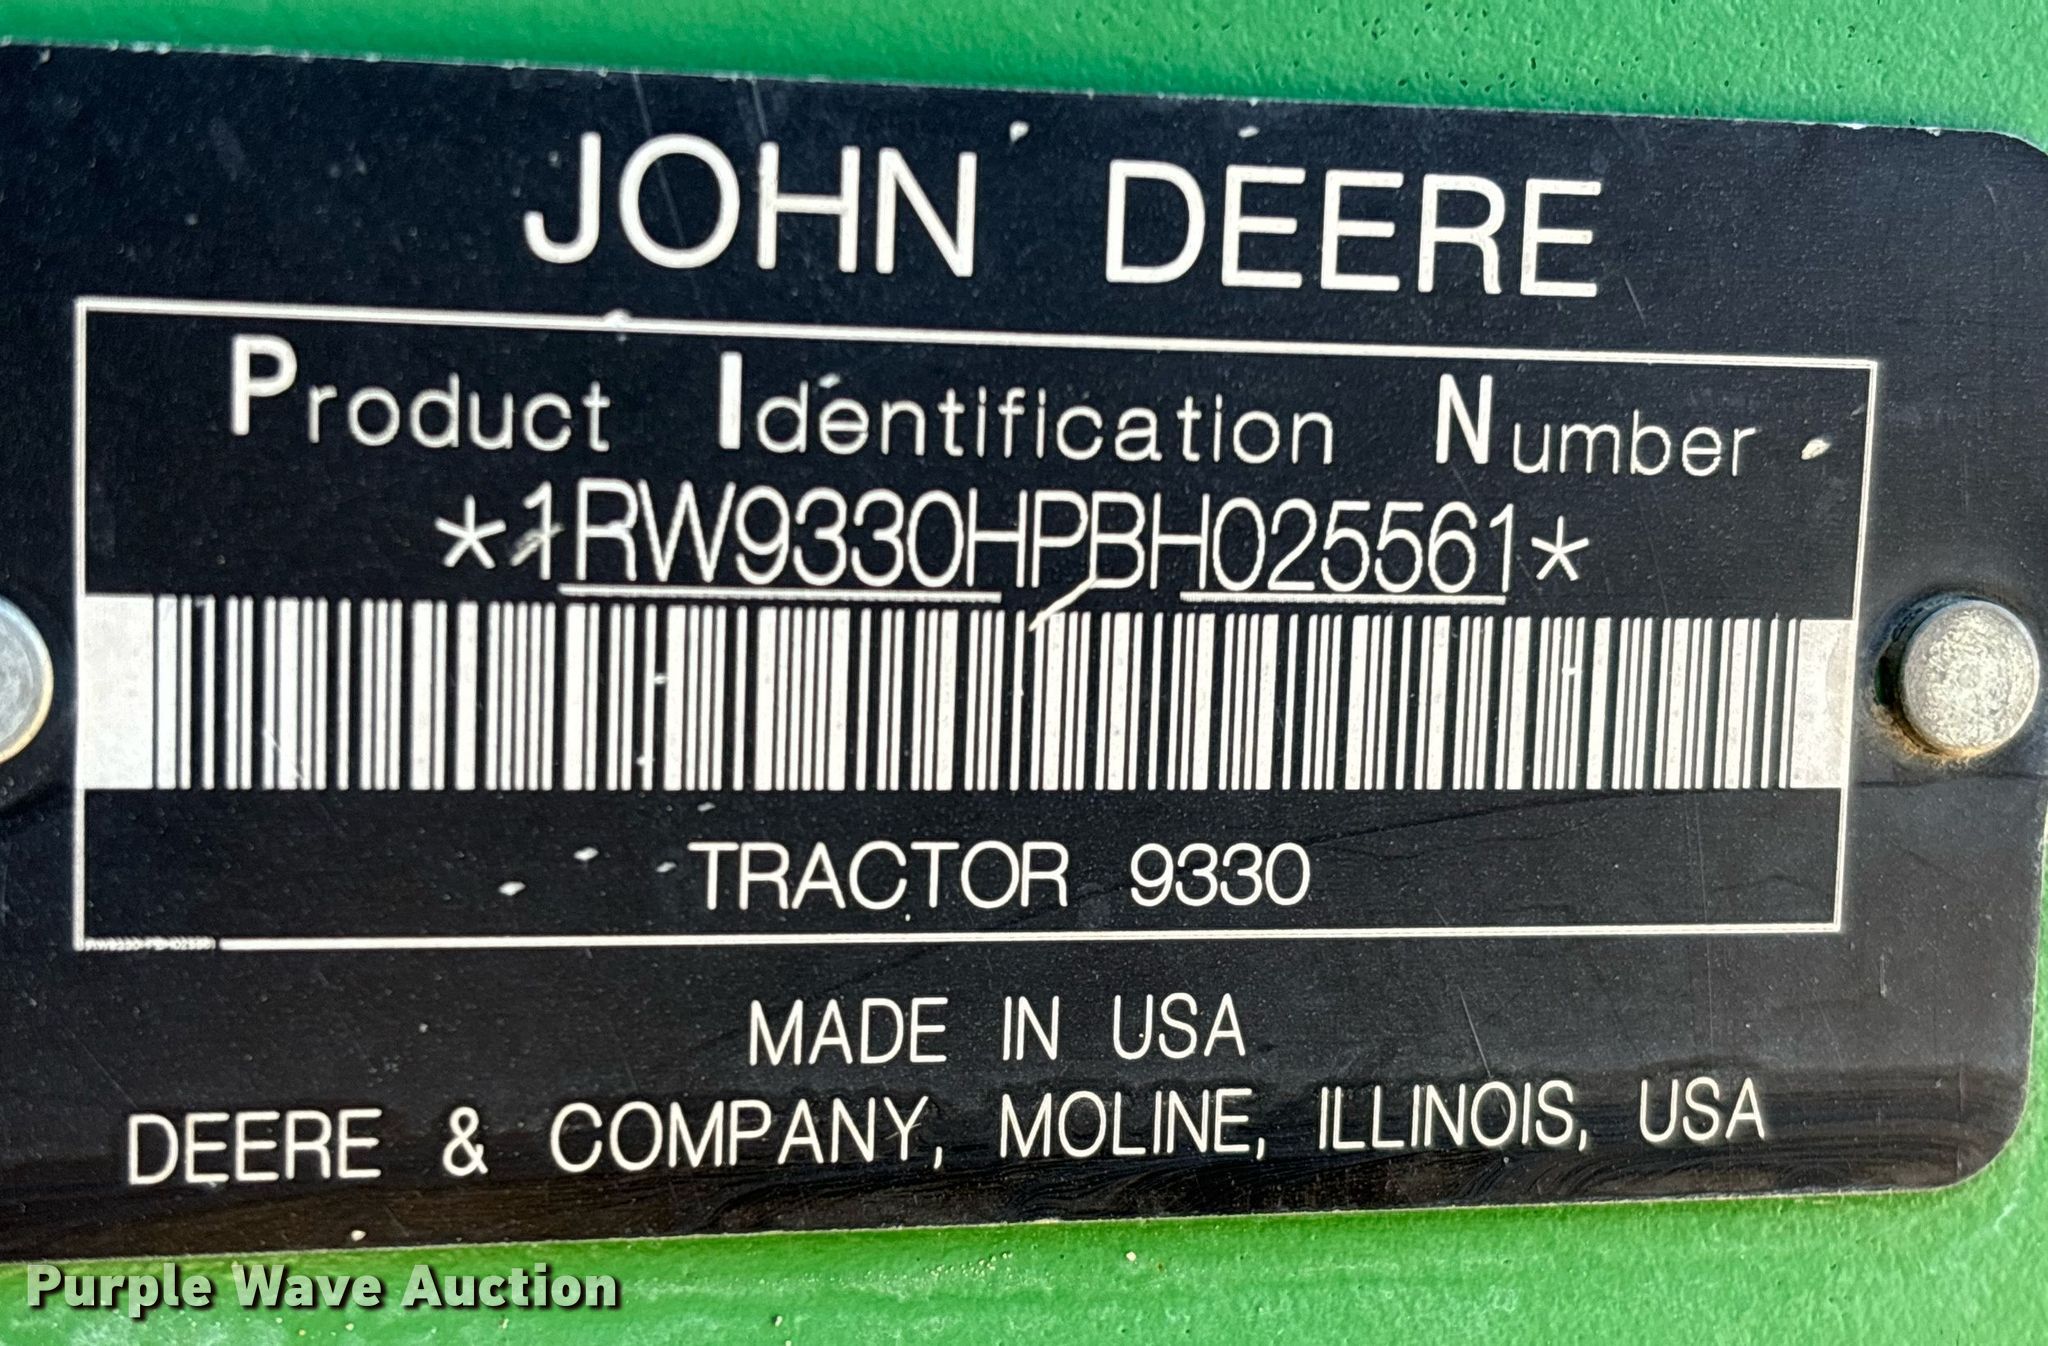 JOHN DEERE
Product Identification Number
*1RW9330HPBH025561*
TRACTOR 9330
MADE IN USA
DEERE & COMPANY, MOLINE, ILLINOIS, USA
Purple Wave Auction